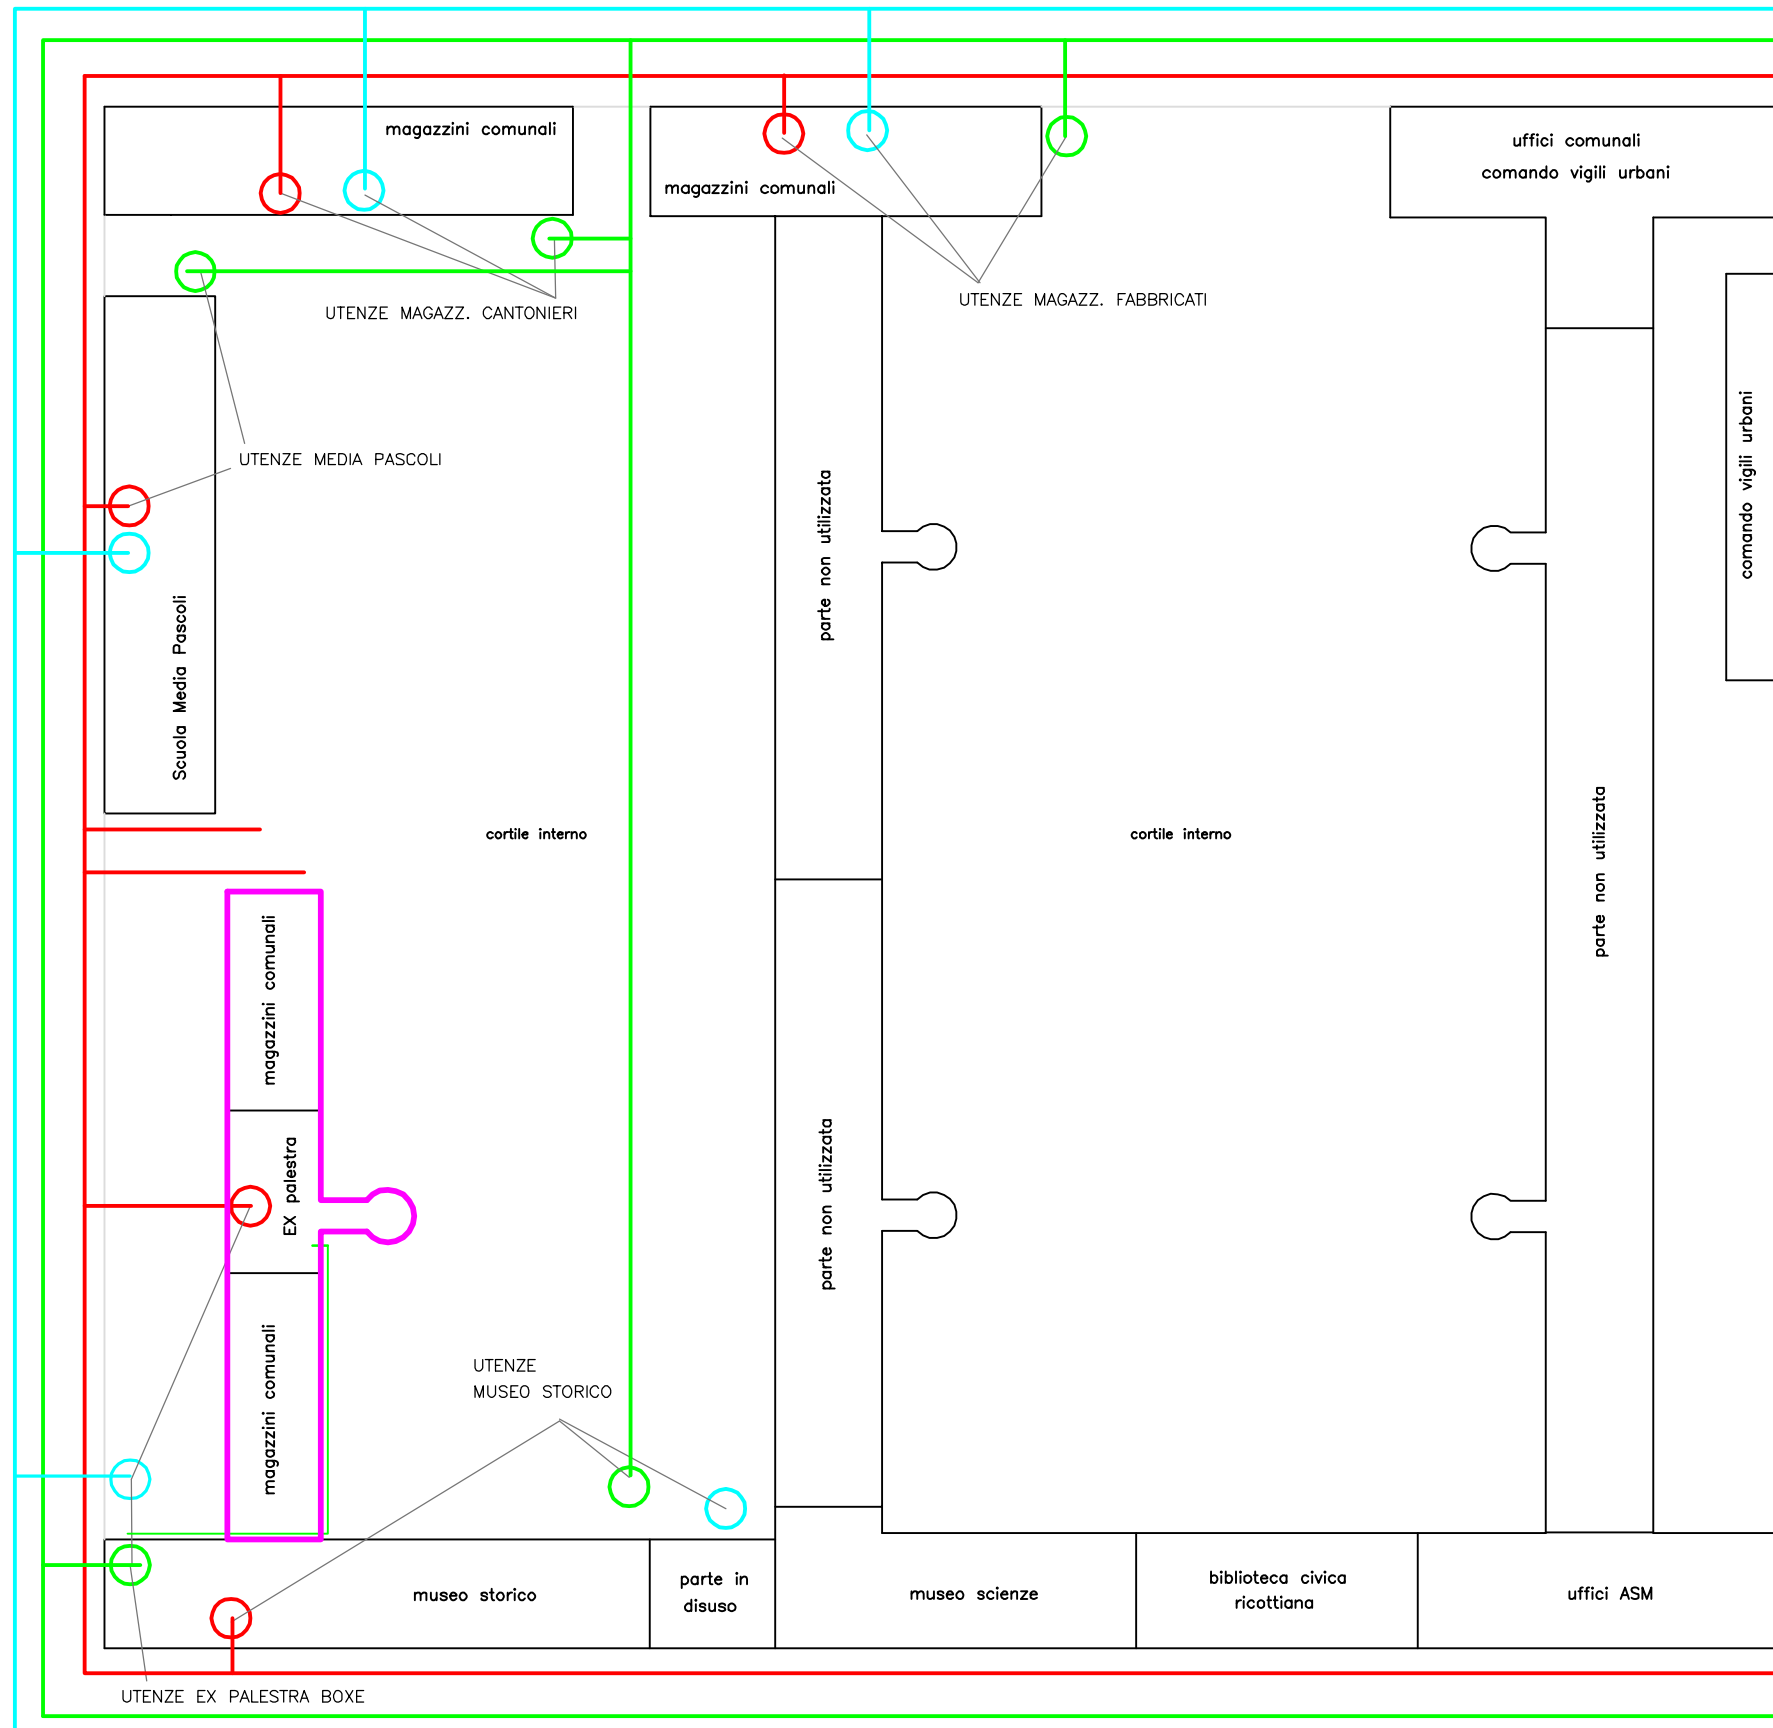 magazzini comunali
magazzini comunali
uffici comunali
comando vigili urbani
UTENZE MAGAZZ. CANTONIERI
UTENZE MAGAZZ. FABBRICATI
comando vigili urbani
UTENZE MEDIA PASCOLI
parte non utilizzata
Scuola Media Pascoli
cortile interno
cortile interno
parte non utilizzata
magazzini comunali
EX palestra
parte non utilizzata
magazzini comunali
UTENZE
MUSEO STORICO
museo storico
parte in
disuso
museo scienze
biblioteca civica
ricottiana
uffici ASM
UTENZE EX PALESTRA BOXE